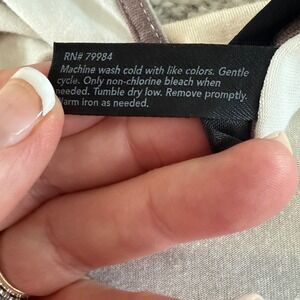 RN# 79984
Machine wash cold with like colors. Gentle
cycle. Only non-chlorine bleach when
needed. Tumble dry low. Remove promptly.
Warm iron as needed.